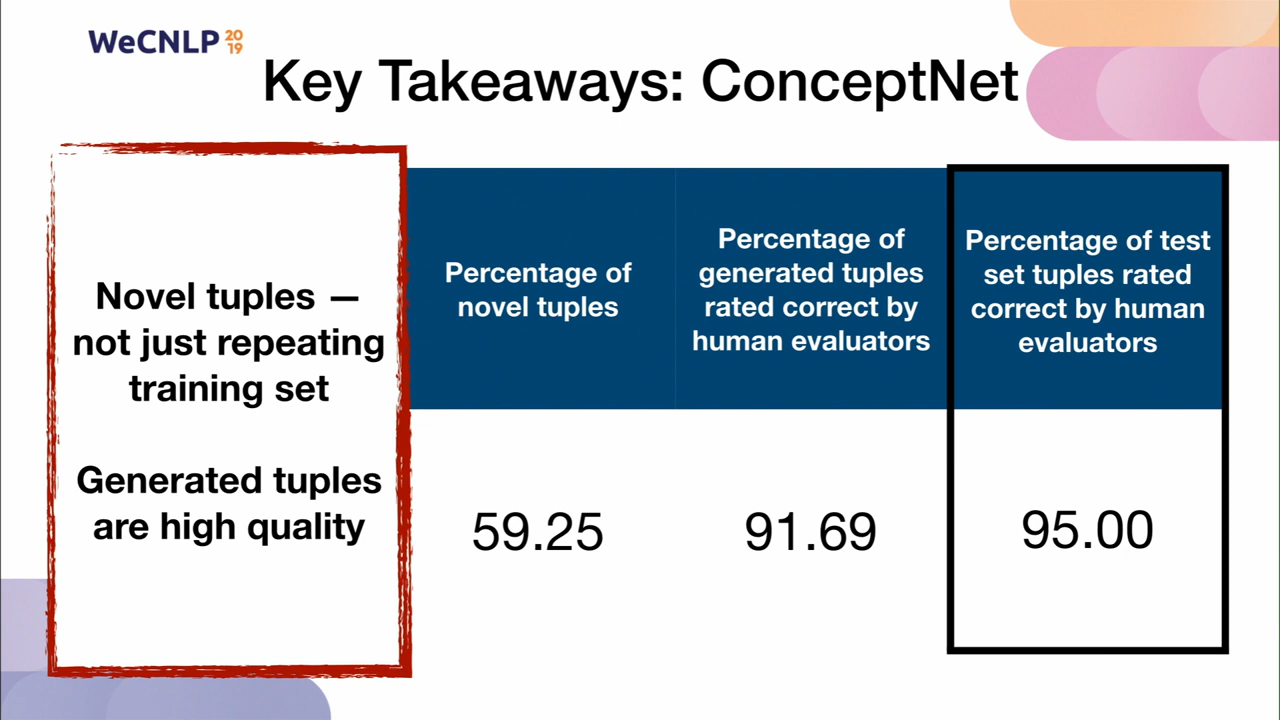 WeCNLP 2019
Key Takeaways: ConceptNet
Novel tuples —
not just repeating
training set
Generated tuples
are high quality
Percentage of
novel tuples
Percentage of
generated tuples
rated correct by
human evaluators
Percentage of test
set tuples rated
correct by human
evaluators
59.25
91.69
95.00